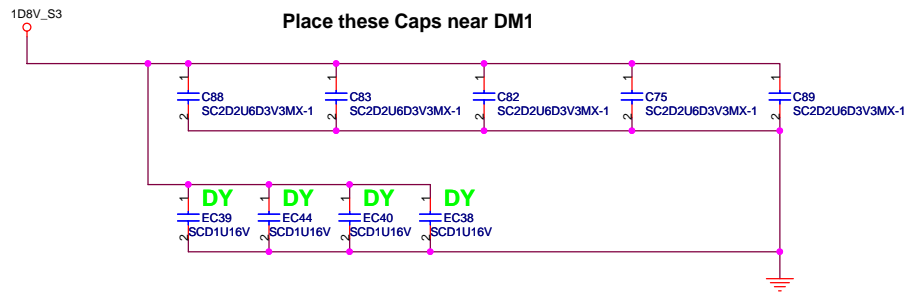 1D8V_S3
Place these Caps near DM1
1 1 1 1 1
C88 C83 C82 C75 C89
SC2D2U6D3V3MX-1 SC2D2U6D3V3MX-1 SC2D2U6D3V3MX-1 SC2D2U6D3V3MX-1 SC2D2U6D3V3MX-1
2 2 2 2 2
DY DY DY DY
1 1 1 1
EC39 EC44 EC40 EC38
SCD1U16V SCD1U16V SCD1U16V SCD1U16V
2 2 2 2